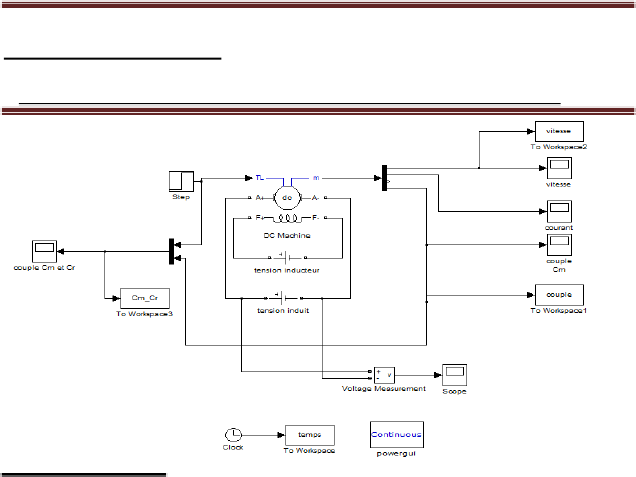 vitesse
To Workspace2
TL
m
Step
vitesse
A+
dc
A-
F+
F-
courant
DC Machine
couple Cm et Cr
tension inducteur
couple
Cm
Cm_Cr
couple
To Workspace3
tension induit
To Workspace1
+
-
v
Voltage Measurement
Scope
Clock
temps
To Workspace
Continuous
powergui